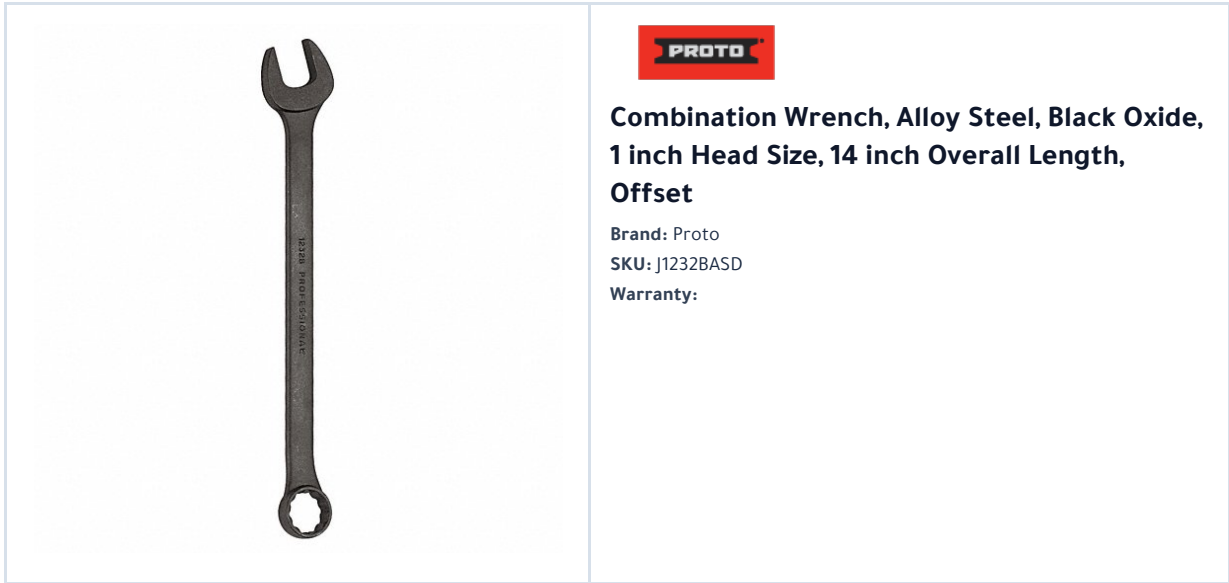 1232B PROFESSIONAL
PROTO
Combination Wrench, Alloy Steel, Black Oxide,
1 inch Head Size, 14 inch Overall Length,
Offset
Brand: Proto
SKU: J1232BASD
Warranty: